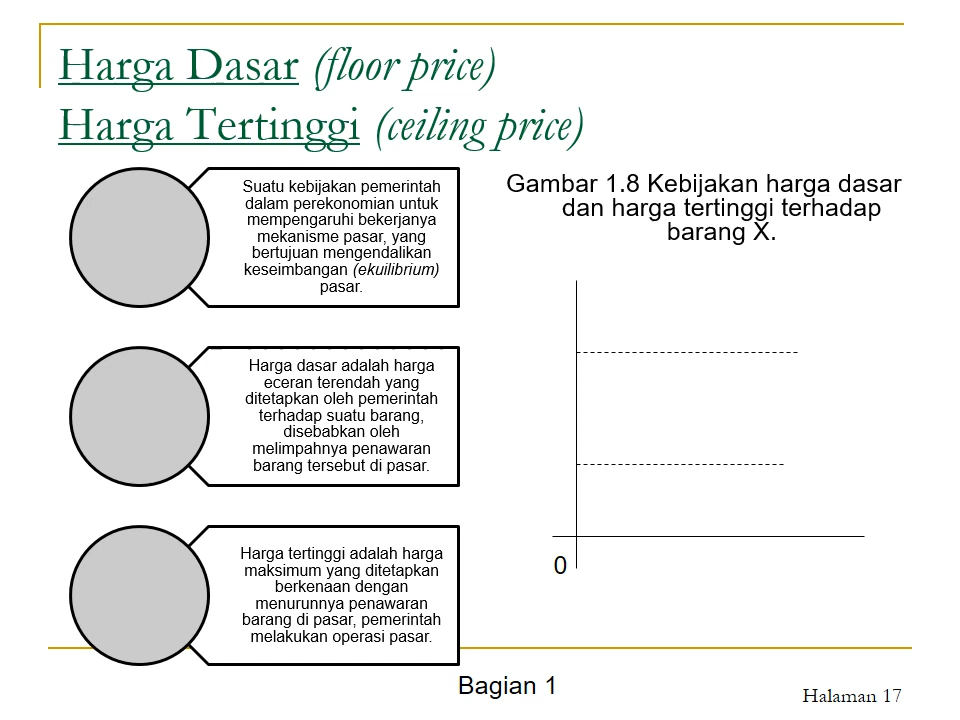 Harga Dasar (floor price)
Harga Tertinggi (ceiling price)
Suatu kebijakan pemerintah
dalam perekonomian untuk
mempengaruhi bekerjanya
mekanisme pasar, yang
bertujuan mengendalikan
keseimbangan (ekuilibrium)
pasar.
Harga dasar adalah harga
eceran terendah yang
ditetapkan oleh pemerintah
terhadap suatu barang,
disebabkan oleh
melimpahnya penawaran
barang tersebut di pasar.
Harga tertinggi adalah harga
maksimum yang ditetapkan
berkenaan dengan
menurunnya penawaran
barang di pasar, pemerintah
melakukan operasi pasar.
Gambar 1.8 Kebijakan harga dasar
dan harga tertinggi terhadap
barang X.
0
Bagian 1
Halaman 17